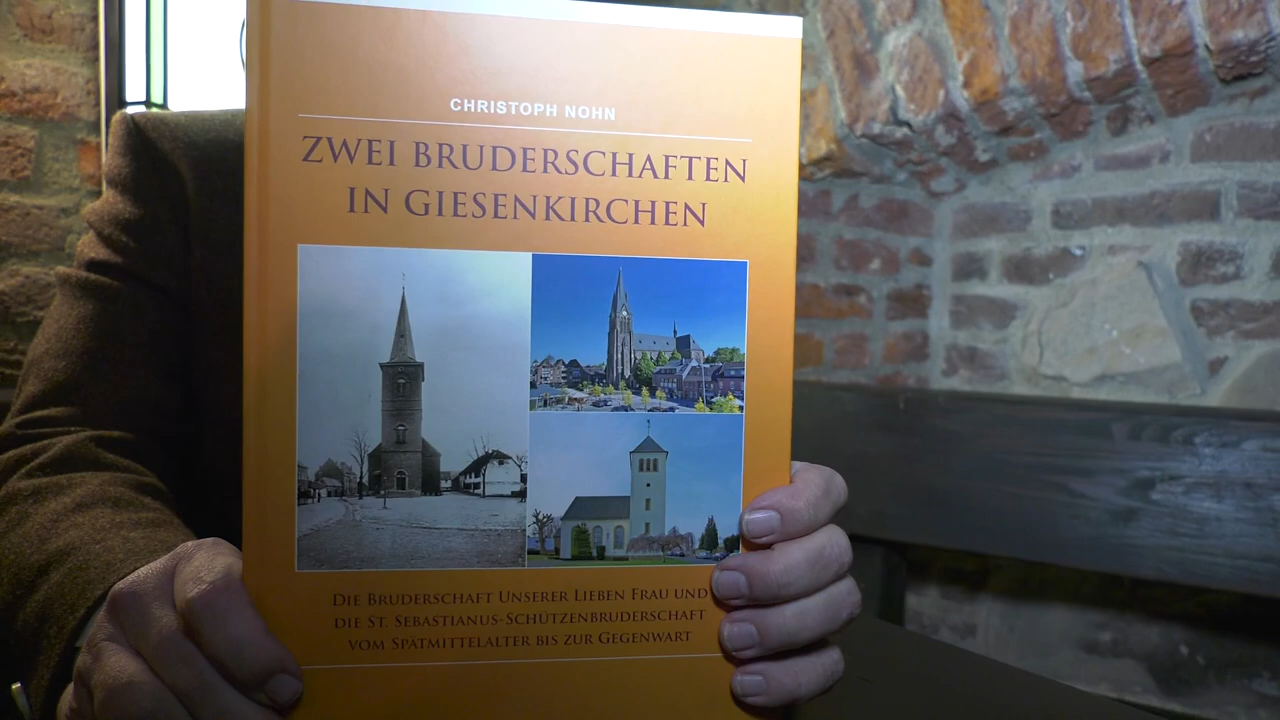 CHRISTOPH NOHN
ZWEI BRUDERSCHAFTEN
IN GIESENKIRCHEN
DIE BRUDERSCHAFT UNSERER LIEBEN FRAU UND
DIE ST. SEBASTIANUS-SCHÜTZENBRUDERSCHAFT
VOM SPÄTMITTELALTER BIS ZUR GEGENWART